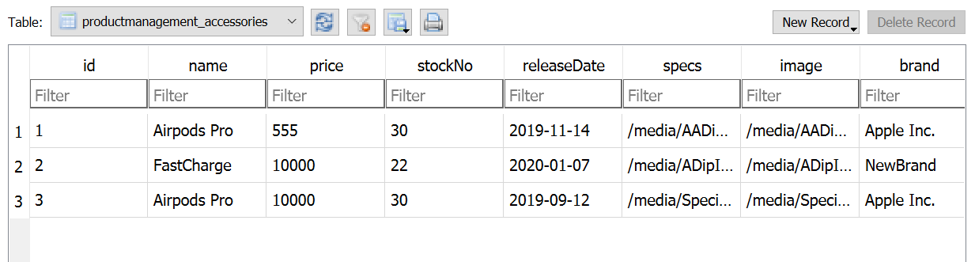 Table: productmanagement_accessories New Record Delete Record
id name price stockNo releaseDate specs image brand
Filter Filter Filter Filter Filter Filter Filter Filter
1 1 Airpods Pro 555 30 2019-11-14 /media/AADi... /media/AADi... Apple Inc.
2 2 FastCharge 10000 22 2020-01-07 /media/ADipI... /media/ADipI... NewBrand
3 3 Airpods Pro 10000 30 2019-09-12 /media/Speci... /media/Speci... Apple Inc.